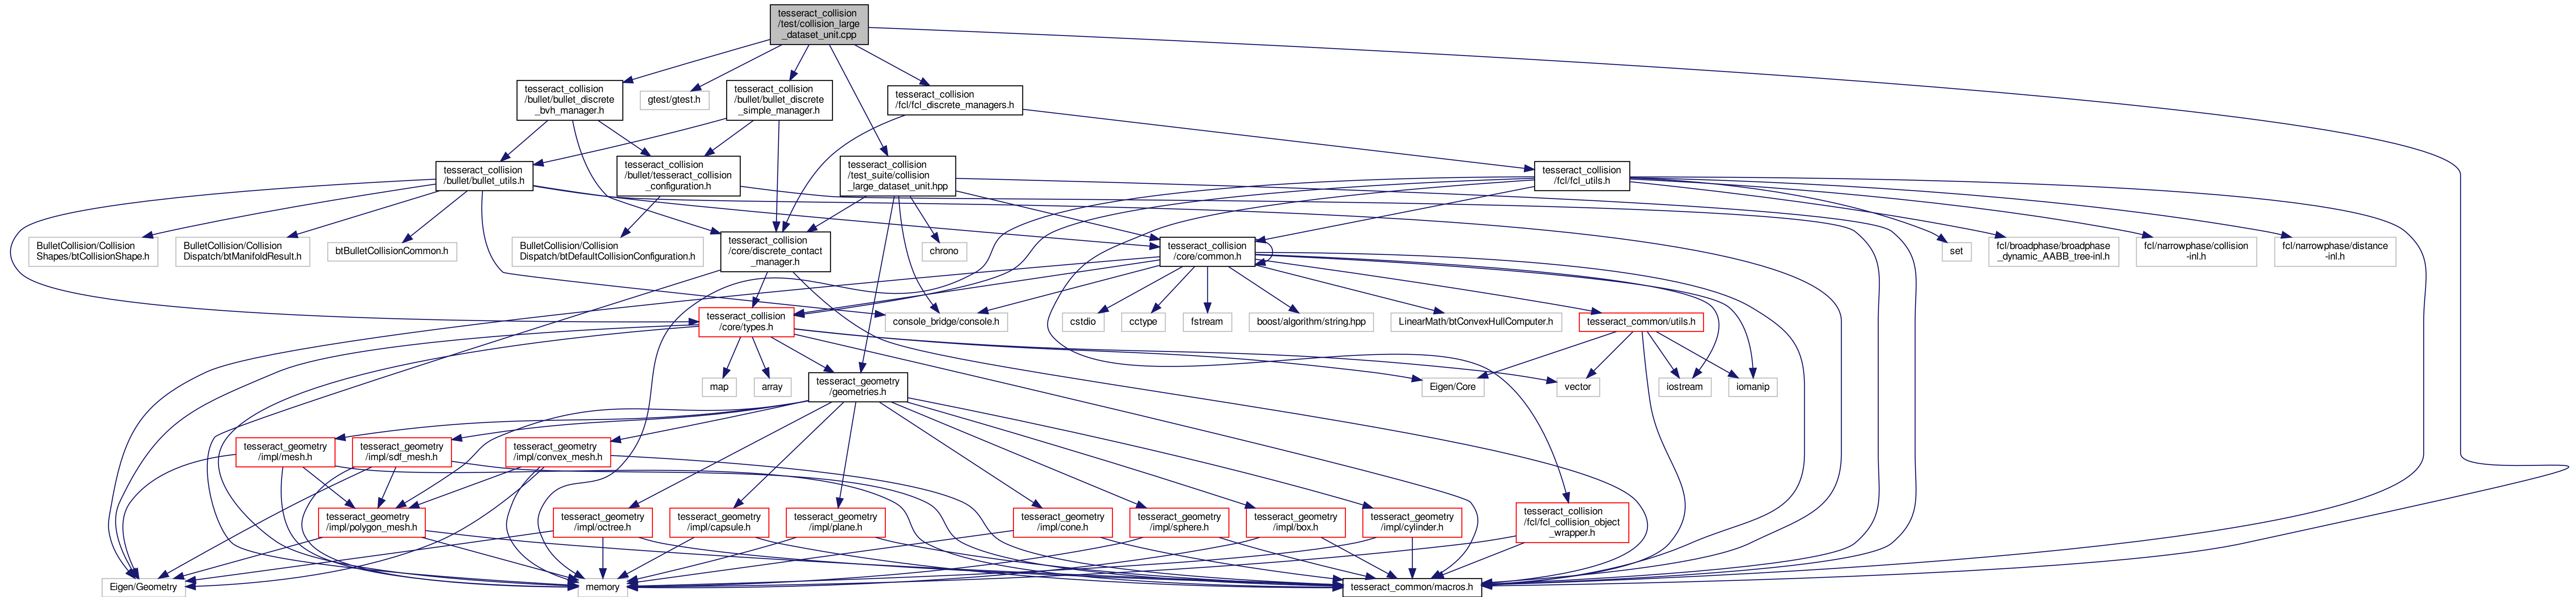 tesseract_collision
/test/collision_large
_dataset_unit.cpp
tesseract_collision
/bullet/bullet_discrete
_bvh_manager.h
gtest/gtest.h
tesseract_collision
/bullet/bullet_discrete
_simple_manager.h
tesseract_collision
/fcl/fcl_discrete_managers.h
tesseract_collision
/bullet/bullet_utils.h
tesseract_collision
/bullet/tesseract_collision
_configuration.h
tesseract_collision
/test_suite/collision
_large_dataset_unit.hpp
tesseract_collision
/fcl/fcl_utils.h
BulletCollision/Collision
Shapes/btCollisionShape.h
BulletCollision/Collision
Dispatch/btManifoldResult.h
btBulletCollisionCommon.h
BulletCollision/Collision
Dispatch/btDefaultCollisionConfiguration.h
tesseract_collision
/core/discrete_contact
_manager.h
chrono
tesseract_collision
/core/common.h
set
fcl/broadphase/broadphase
_dynamic_AABB_tree-inl.h
fcl/narrowphase/collision
-inl.h
fcl/narrowphase/distance
-inl.h
tesseract_collision
/core/types.h
console_bridge/console.h
cstdio
cctype
fstream
boost/algorithm/string.hpp
LinearMath/btConvexHullComputer.h
tesseract_common/utils.h
map
array
tesseract_geometry
/geometries.h
Eigen/Core
vector
iostream
iomanip
tesseract_geometry
/impl/mesh.h
tesseract_geometry
/impl/sdf_mesh.h
tesseract_geometry
/impl/convex_mesh.h
tesseract_geometry
/impl/polygon_mesh.h
tesseract_geometry
/impl/octree.h
tesseract_geometry
/impl/capsule.h
tesseract_geometry
/impl/plane.h
tesseract_geometry
/impl/cone.h
tesseract_geometry
/impl/sphere.h
tesseract_geometry
/impl/box.h
tesseract_geometry
/impl/cylinder.h
tesseract_collision
/fcl/fcl_collision_object
_wrapper.h
Eigen/Geometry
memory
tesseract_common/macros.h